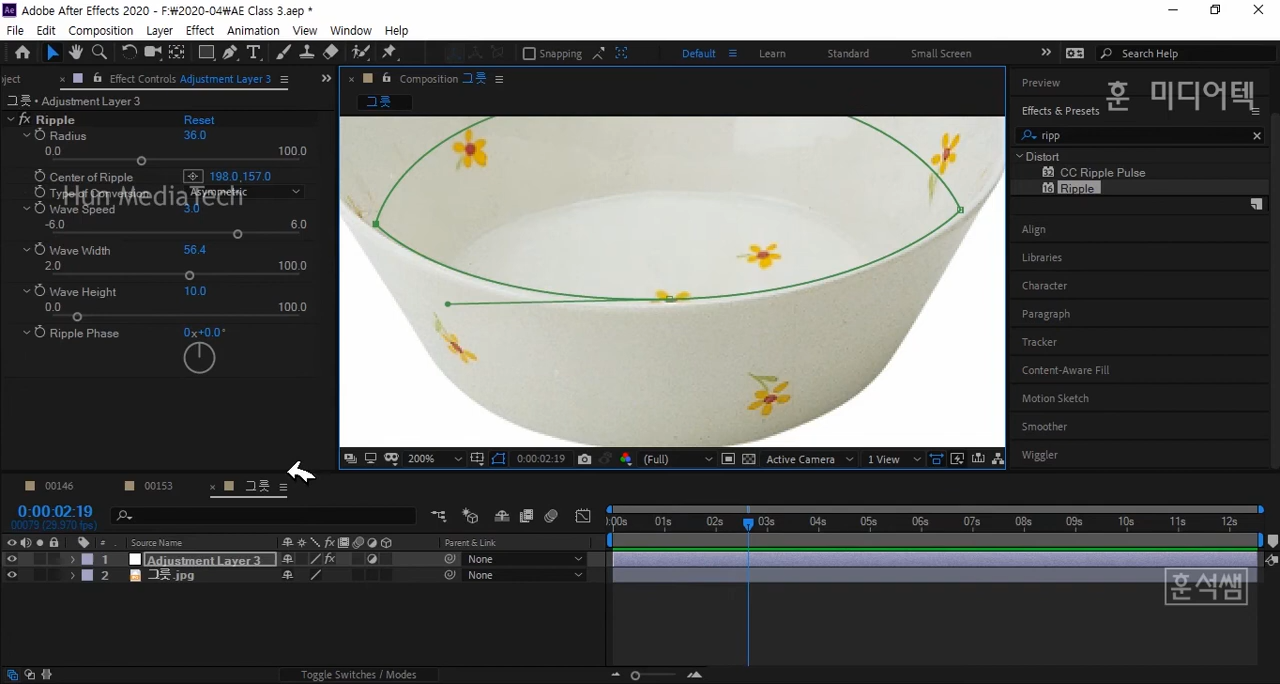 Adobe After Effects 2020 - F:₩2020-04₩AE Class 3.aep *
File Edit Composition Layer Effect Animation View Window Help
Snapping Default Learn Standard Small Screen Search Help
ject Effect Controls Adjustment Layer 3
그릇 • Adjustment Layer 3
Ripple Reset
Radius 36.0
0.0 100.0
Center of Ripple 198.0,157.0
Type of Conversion Asymmetric
Hun MediaTech
Wave Speed 3.0
-6.0 6.0
Wave Width 56.4
2.0 100.0
Wave Height 10.0
0.0 100.0
Ripple Phase 0x+0.0°
Composition 그릇
그릇
200% 0:00:02:19 (Full) Active Camera 1 View
Preview
훈 미디어텍
Effects & Presets
ripp
Distort
CC Ripple Pulse
Ripple
Align
Libraries
Character
Paragraph
Tracker
Content-Aware Fill
Motion Sketch
Smoother
Wiggler
00146 00153 그릇
0:00:02:19
00079 (29.970 fps)
:00s 01s 02s 03s 04s 05s 06s 07s 08s 09s 10s 11s 12s
# Source Name Parent & Link
1 Adjustment Layer 3 None
2 그릇.jpg None
훈석쌤
Toggle Switches / Modes